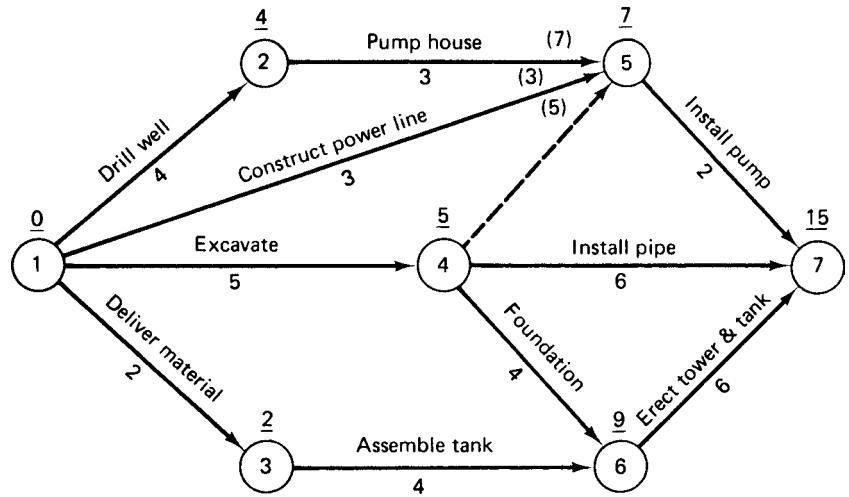 4
7
2
Pump house
(7)
3
(3)
(5)
5
Drill well
4
Construct power line
3
Install pump
2
0
1
Excavate
5
5
4
Install pipe
6
15
7
Deliver material
2
Foundation
4
Erect tower & tank
6
2
3
Assemble tank
4
9
6